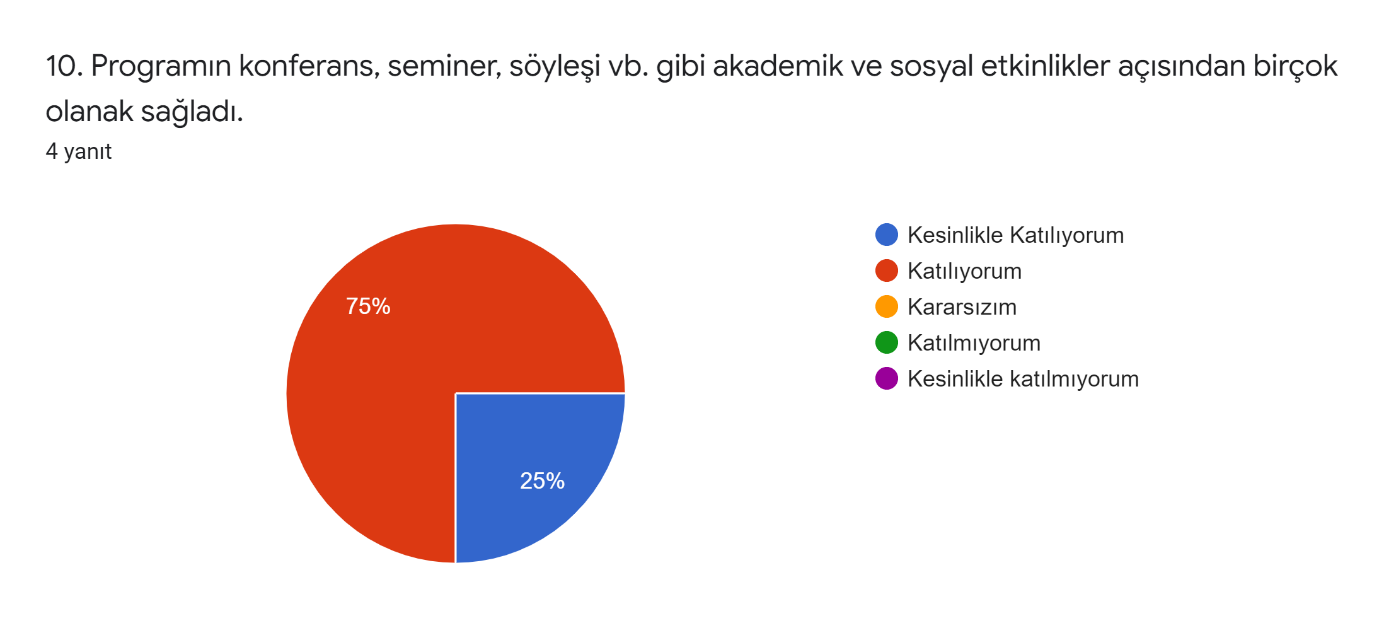 10. Programın konferans, seminer, söyleşi vb. gibi akademik ve sosyal etkinlikler açısından birçok
olanak sağladı.
4 yanıt
75%
25%
Kesinlikle Katılıyorum
Katılıyorum
Kararsızım
Katılmıyorum
Kesinlikle katılmıyorum